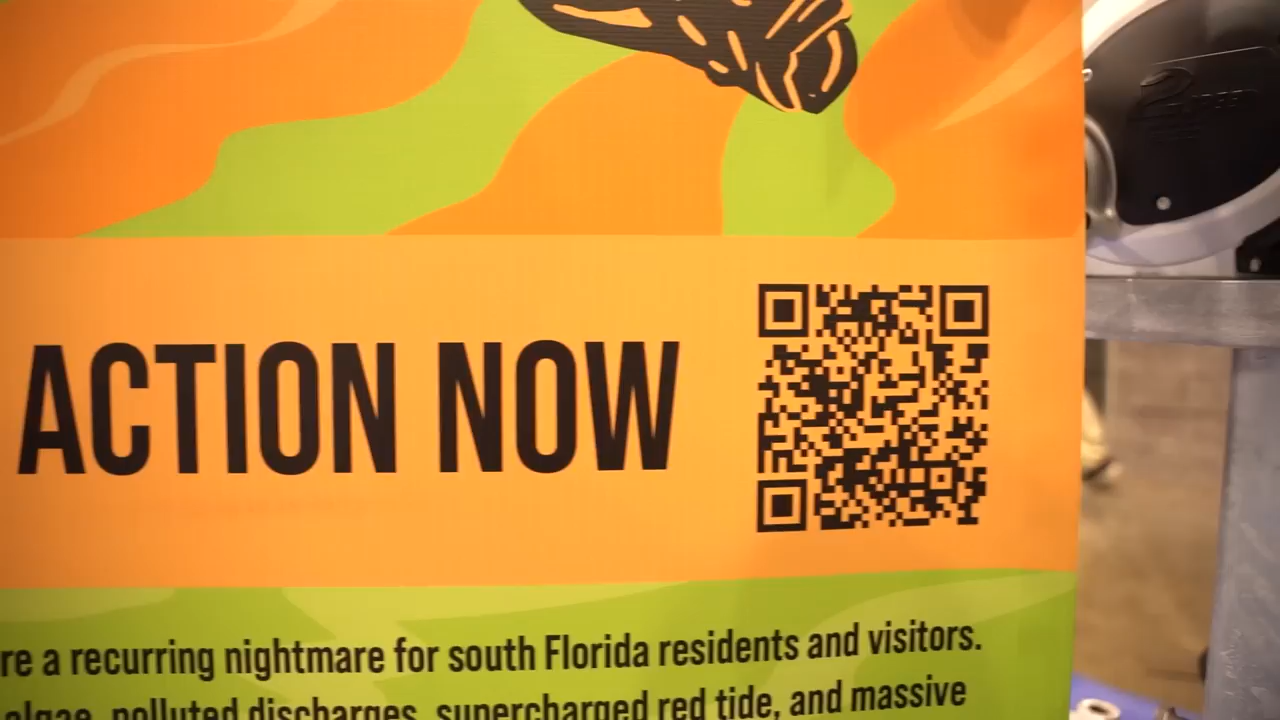 ACTION NOW
re a recurring nightmare for south Florida residents and visitors.
algae, polluted discharges, supercharged red tide, and massive